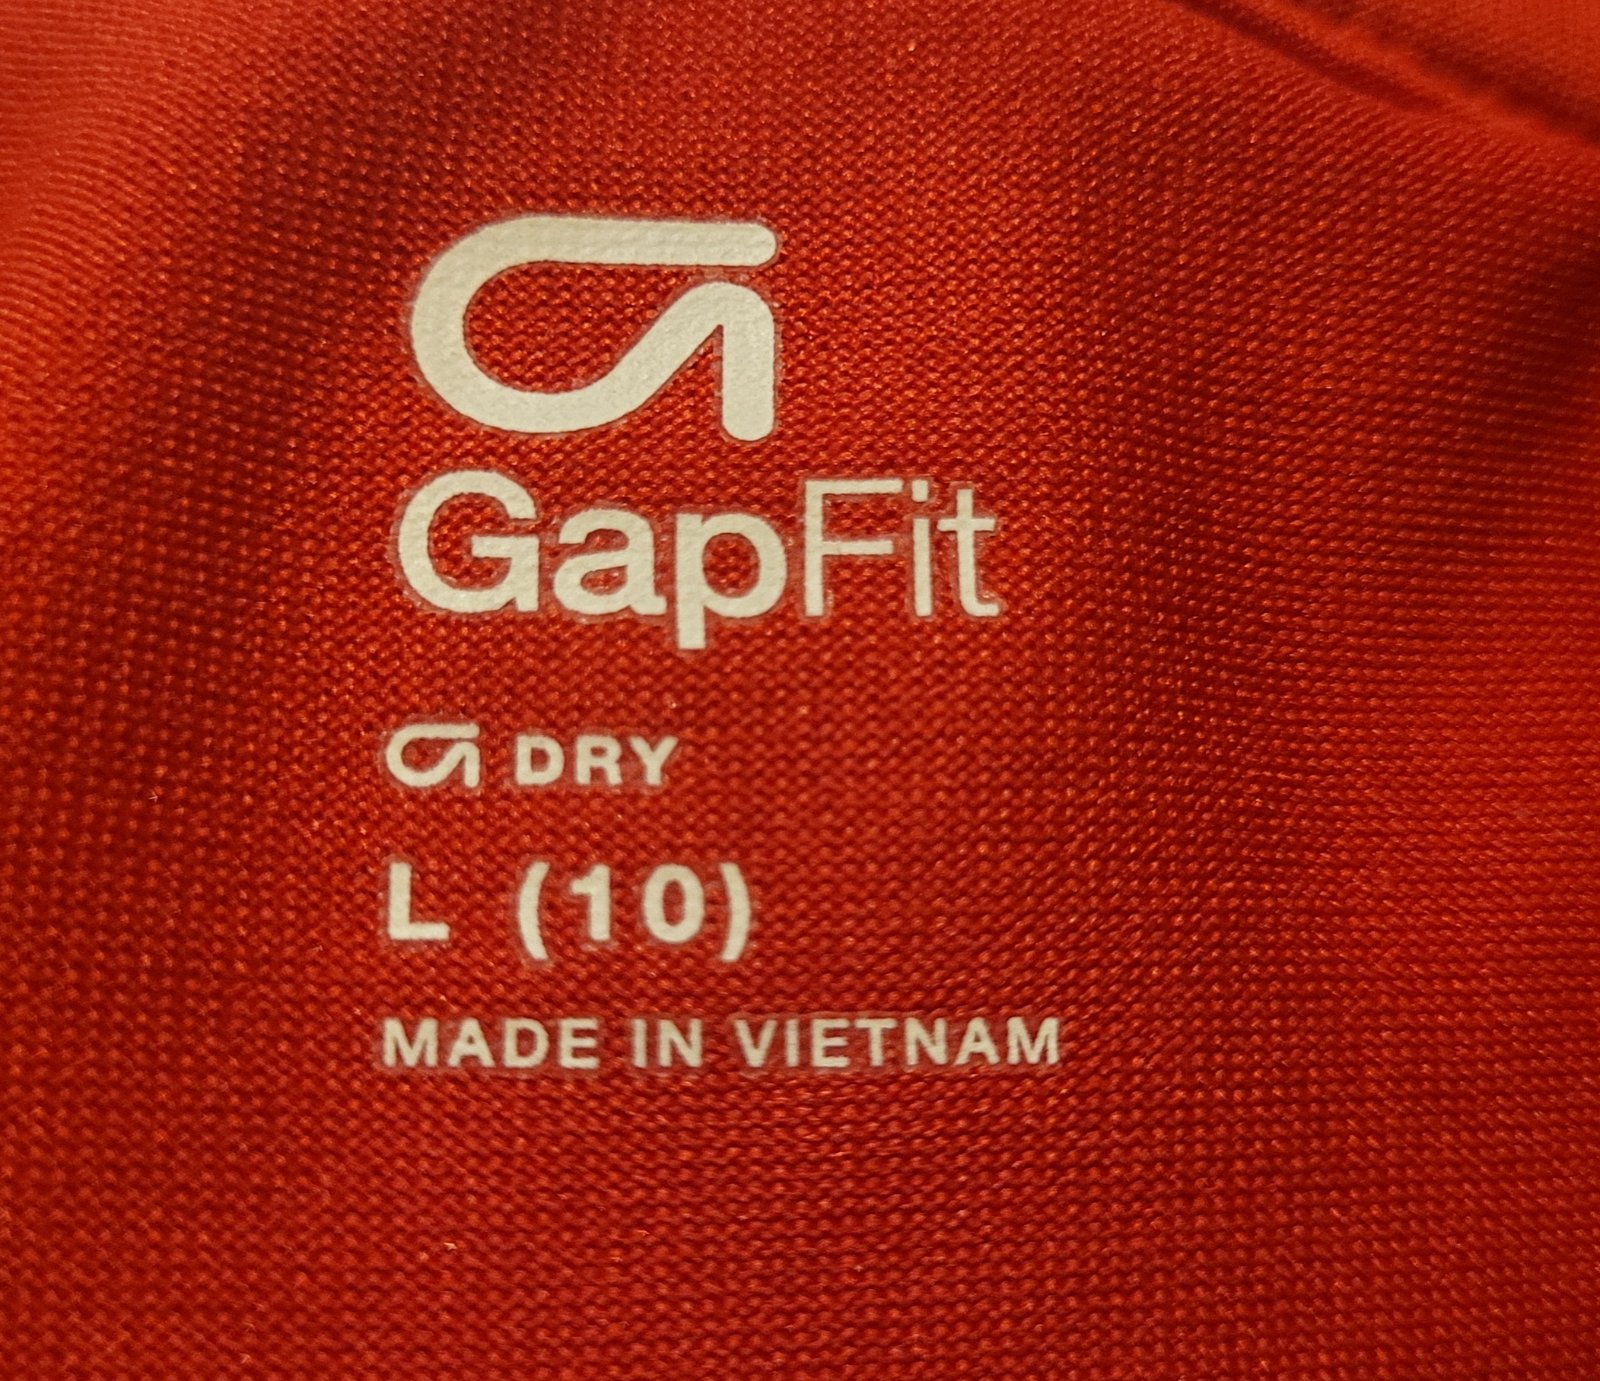 GapFit
DRY
L (10)
MADE IN VIETNAM